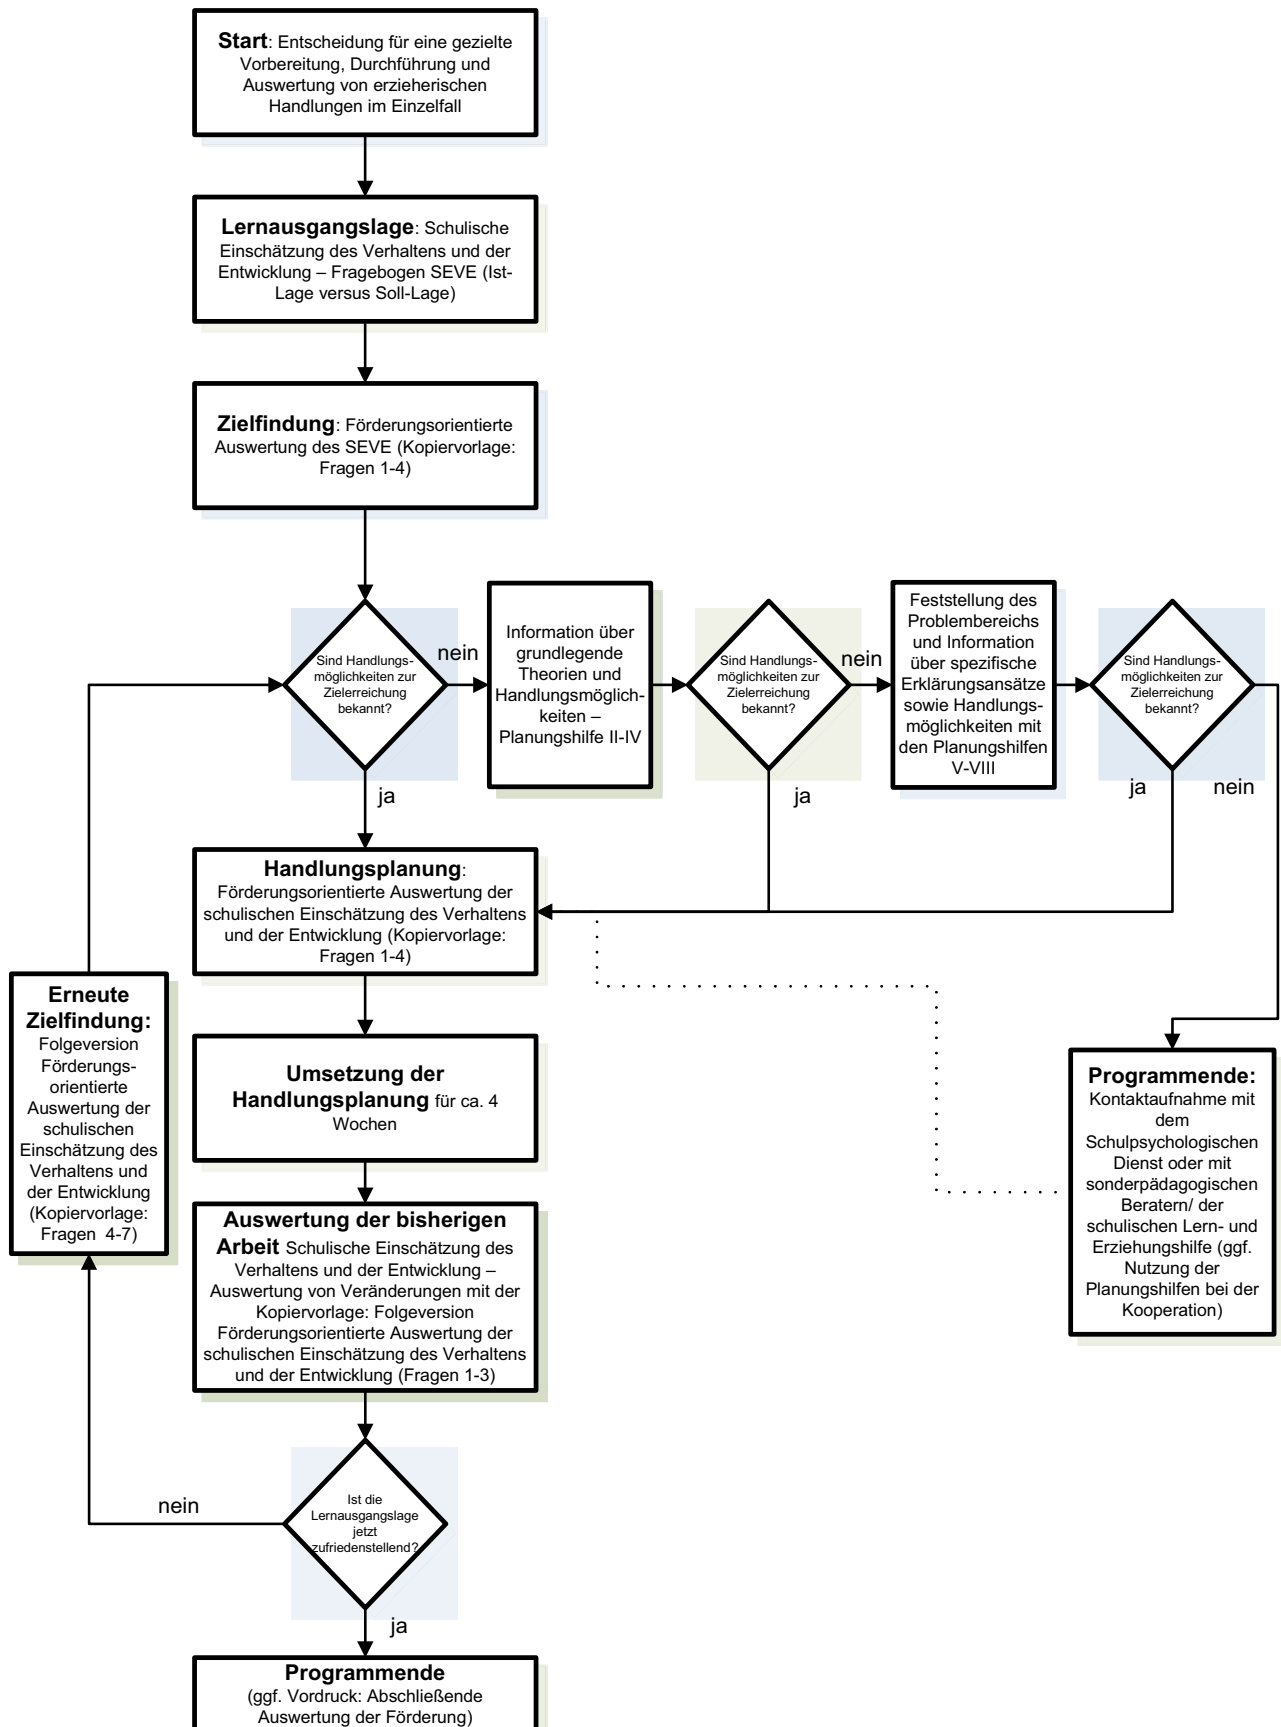 Start: Entscheidung für eine gezielte
Vorbereitung, Durchführung und
Auswertung von erzieherischen
Handlungen im Einzelfall
Lernausgangslage: Schulische
Einschätzung des Verhaltens und der
Entwicklung – Fragebogen SEVE (Ist-
Lage versus Soll-Lage)
Zielfindung: Förderungsorientierte
Auswertung des SEVE (Kopiervorlage:
Fragen 1-4)
Sind Handlungs-
möglichkeiten zur
Zielerreichung
bekannt?
nein
ja
Information über
grundlegende
Theorien und
Handlungsmöglich-
keiten –
Planungshilfe II-IV
Sind Handlungs-
möglichkeiten zur
Zielerreichung
bekannt?
nein
ja
Feststellung des
Problembereichs
und Information
über spezifische
Erklärungsansätze
sowie Handlungs-
möglichkeiten mit
den Planungshilfen
V-VIII
Sind Handlungs-
möglichkeiten zur
Zielerreichung
bekannt?
ja
nein
Handlungsplanung:
Förderungsorientierte Auswertung der
schulischen Einschätzung des Verhaltens
und der Entwicklung (Kopiervorlage:
Fragen 1-4)
Erneute
Zielfindung:
Folgeversion
Förderungs-
orientierte
Auswertung der
schulischen
Einschätzung des
Verhaltens und
der Entwicklung
(Kopiervorlage:
Fragen 4-7)
Umsetzung der
Handlungsplanung für ca. 4
Wochen
Programmende:
Kontaktaufnahme mit
dem
Schulpsychologischen
Dienst oder mit
sonderpädagogischen
Beratern/ der
schulischen Lern- und
Erziehungshilfe (ggf.
Nutzung der
Planungshilfen bei der
Kooperation)
Auswertung der bisherigen
Arbeit Schulische Einschätzung des
Verhaltens und der Entwicklung –
Auswertung von Veränderungen mit der
Kopiervorlage: Folgeversion
Förderungsorientierte Auswertung der
schulischen Einschätzung des Verhaltens
und der Entwicklung (Fragen 1-3)
Ist die
Lernausgangslage
jetzt
zufriedenstellend?
nein
ja
Programmende
(ggf. Vordruck: Abschließende
Auswertung der Förderung)